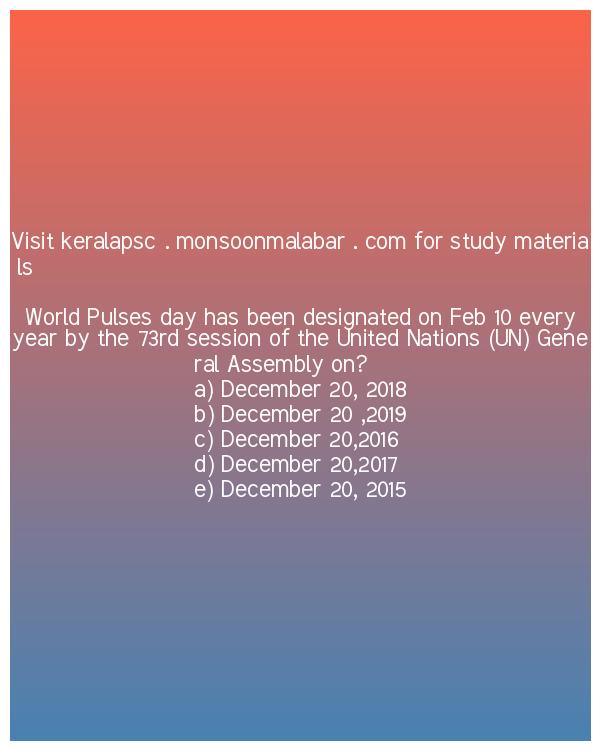 Visit keralapsc . monsoonmalabar . com for study materia
ls
World Pulses day has been designated on Feb 10 every
year by the 73rd session of the United Nations (UN) Gene
ral Assembly on?
a) December 20, 2018
b) December 20 ,2019
c) December 20,2016
d) December 20,2017
e) December 20, 2015